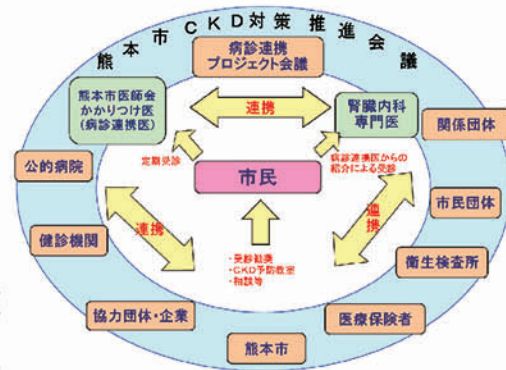 熊本市CKD対策推進会議
病診連携
プロジェクト会議
熊本市医師会
かかりつけ医
(病診連携医)
連携
腎臓内科
専門医
関係団体
定期受診
病診連携医からの
紹介による受診
公的病院
市民
市民団体
連携
連携
健診機関
・受診勧奨
・CKD予防教室
・相談等
衛生検査所
協力団体・企業
医療保険者
熊本市